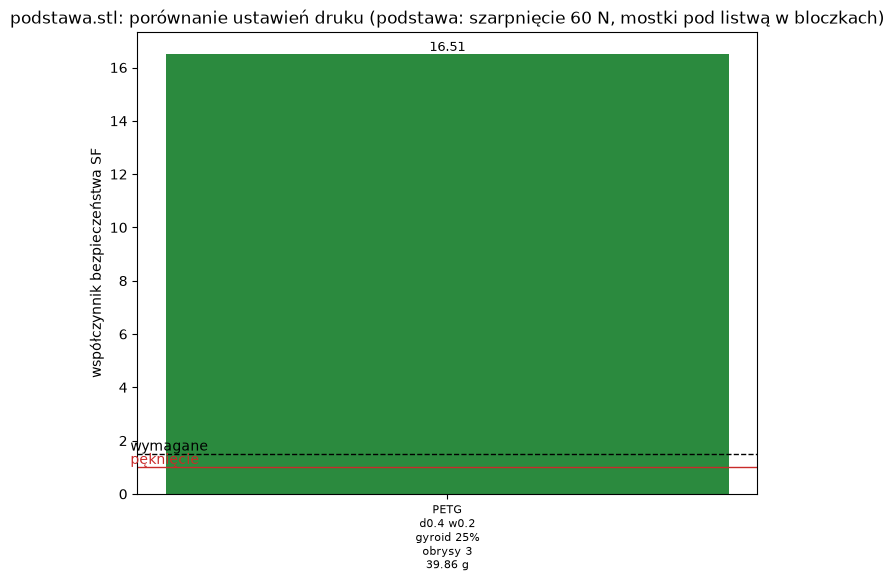 podstawa.stl: porównanie ustawień druku (podstawa: szarpnięcie 60 N, mostki pod listwą w bloczkach)
16.51
współczynnik bezpieczeństwa SF
16
14
12
10
8
6
4
2
0
wymagane
pęknięcie
PETG
d0.4 w0.2
gyroid 25%
obrysy 3
39.86 g